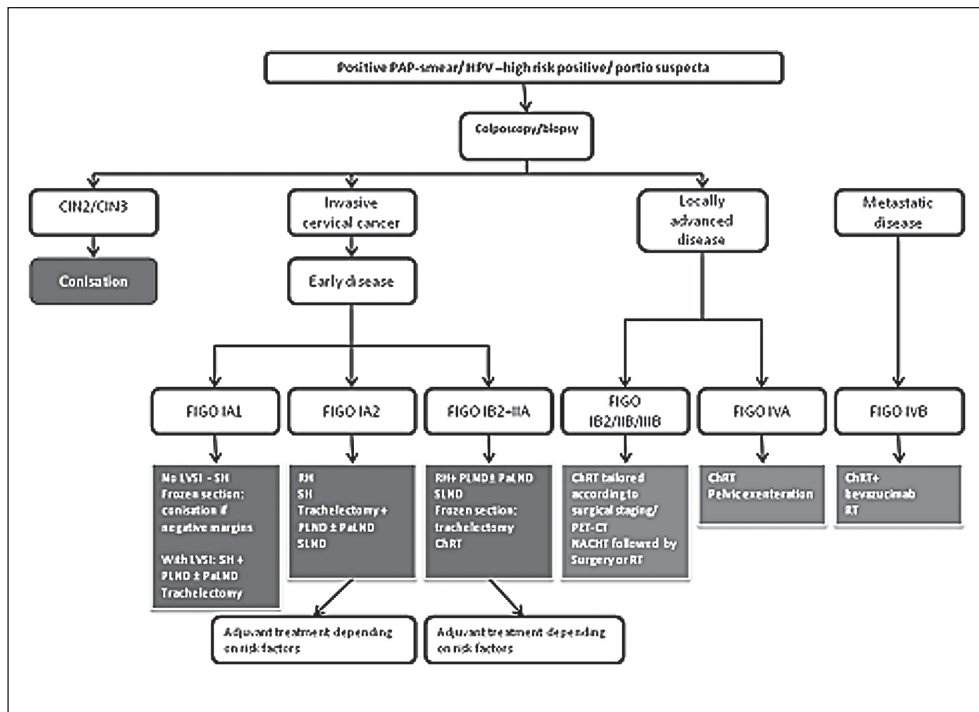 Positive PAP-smear/ HPV –high risk positive/ portio suspecta
Colposcopy/biopsy
CIN2/CIN3
Invasive
cervical cancer
Locally
advanced
disease
Metastatic
disease
Conisation
Early disease
FIGO IA1
FIGO IA2
FIGO IB2-IIA
FIGO
IB2/IIB/IIIB
FIGO IVA
FIGO IVB
No LVSI - SH
Frozen section:
conisation if
negative margins
With LVSI: SH +
PLND ± PaLND
Trachelectomy
RH
SH
Trachelectomy +
PLND ± PaLND
SLND
RH+ PLND± PaLND
SLND
Frozen section:
trachelectomy
ChRT
ChRT tailored
according to
surgical staging/
PET-CT
NACHT followed by
Surgery or RT
ChRT
Pelvic exenteration
ChRT+
bevazucimab
RT
Adjuvant treatment depending
on risk factors
Adjuvant treatment depending
on risk factors